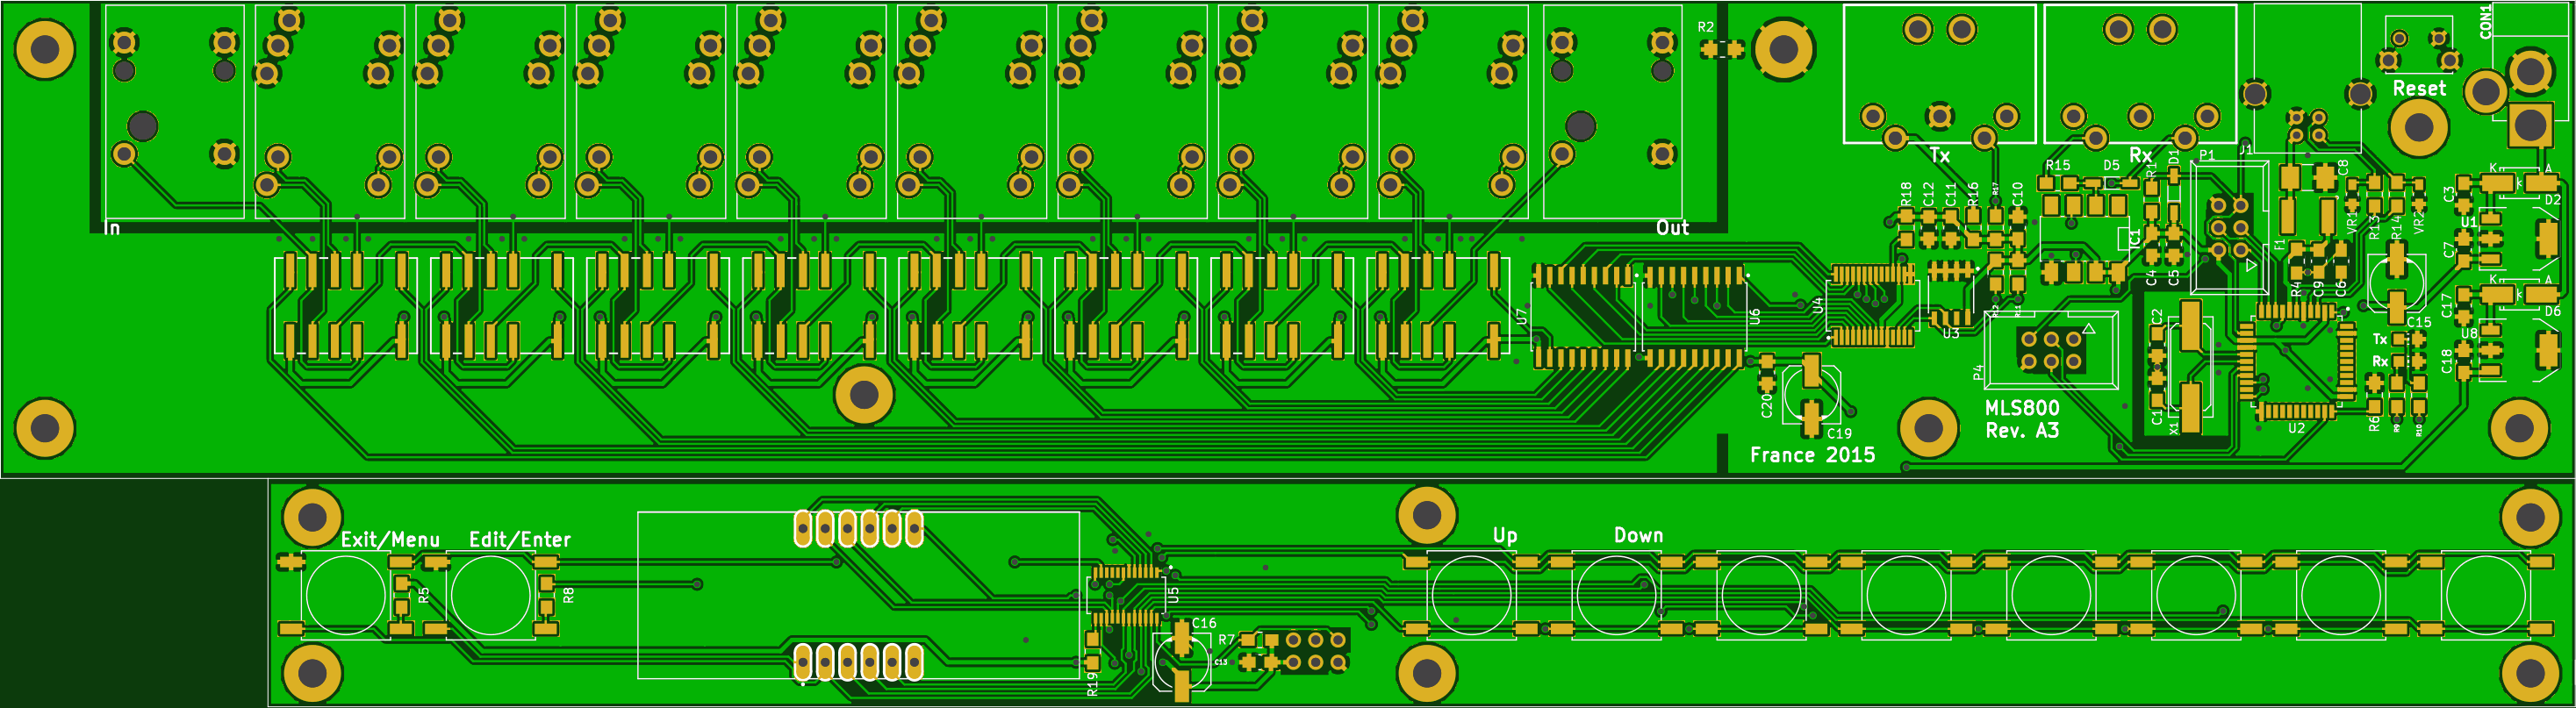 R2
CON1
Reset
Tx
Rx
J1
P1
R15
D5
R1
D1
C8
A
K
D2
C3
In
Out
R18
C12
C11
R16
R17
C10
IC1
C4
C5
F1
VR1
R13
R14
VR2
C7
U1
R4
C9
C6
C15
K
A
D6
C17
U8
C18
U7
U6
U4
U3
R12
R11
P4
C2
C1
X1
U2
Tx
Rx
R6
R9
R10
C20
C19
MLS800
Rev. A3
France 2015
Exit/Menu
Edit/Enter
Up
Down
R5
R8
U5
C16
R7
C13
R19